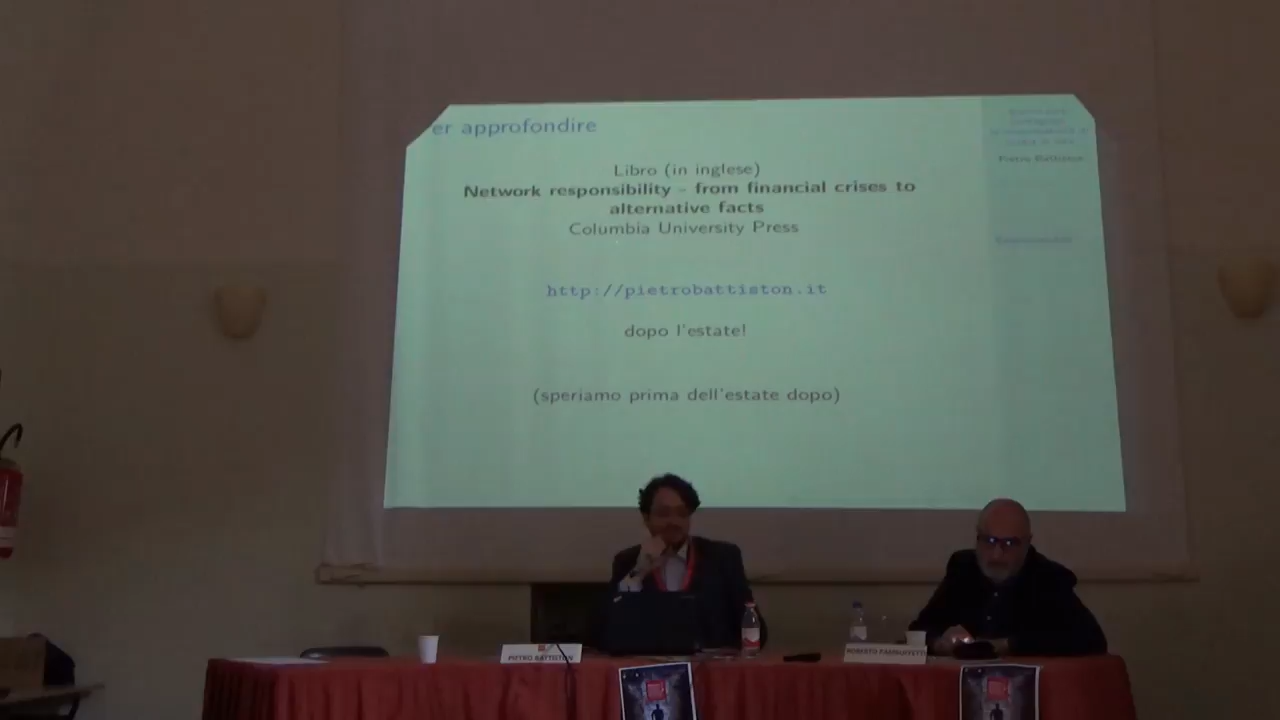 er approfondire
Libro (in inglese)
Network responsibility – from financial crises to
alternative facts
Columbia University Press
http://pietrobattiston.it
dopo l'estate!
(speriamo prima dell'estate dopo)
Pietro Battiston
PIETRO BATTISTON
ROBERTO